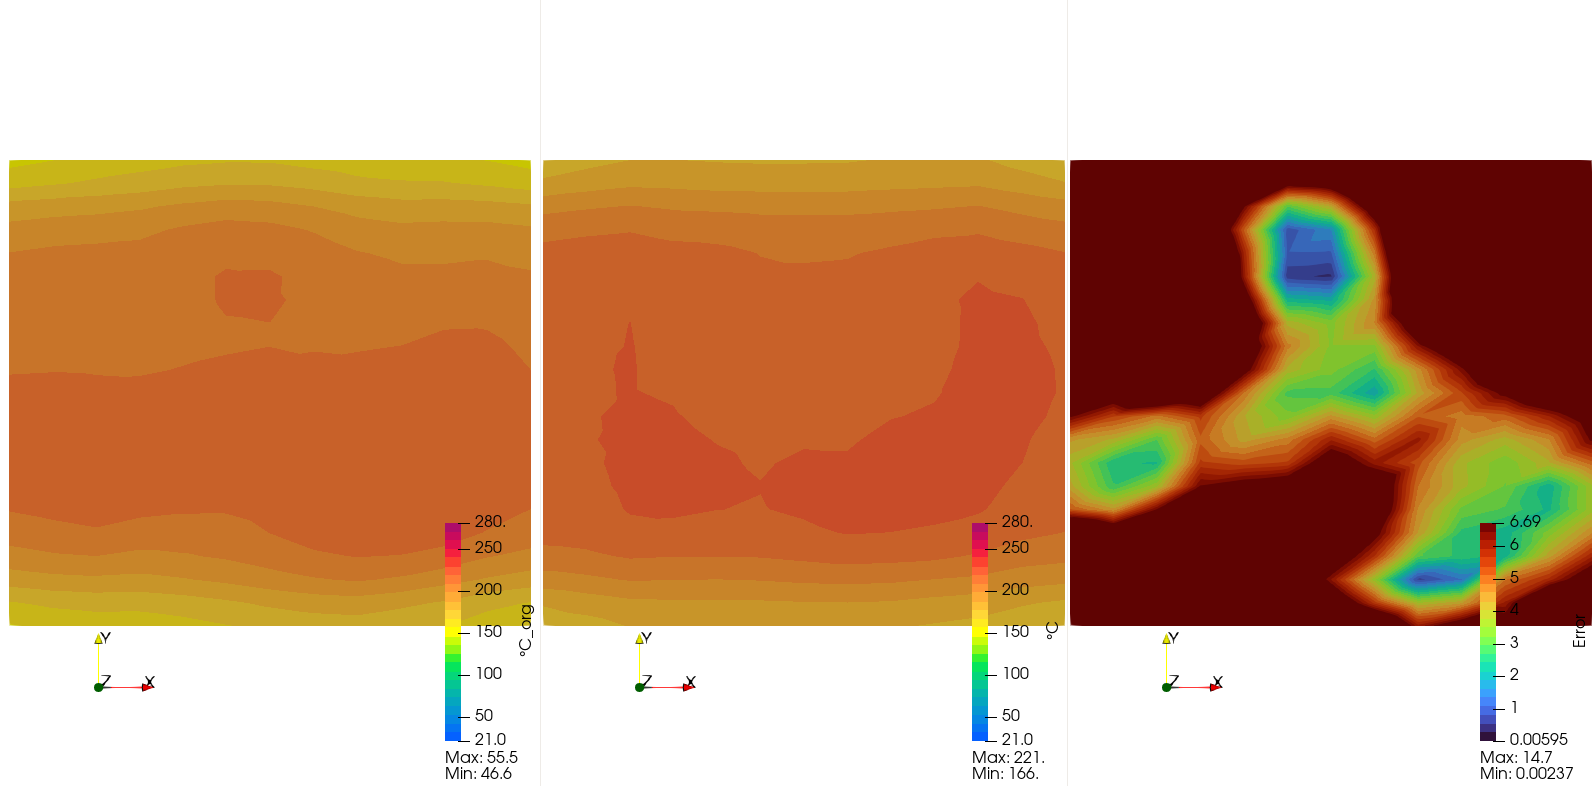 280.
250
200
150
100
50
21.0
°C_org
Max: 55.5
Min: 46.6
Y
Z
X
280.
250
200
150
100
50
21.0
°C
Max: 221.
Min: 166.
Y
Z
X
6.69
6
5
4
3
2
1
0.00595
Error
Max: 14.7
Min: 0.00237
Y
Z
X